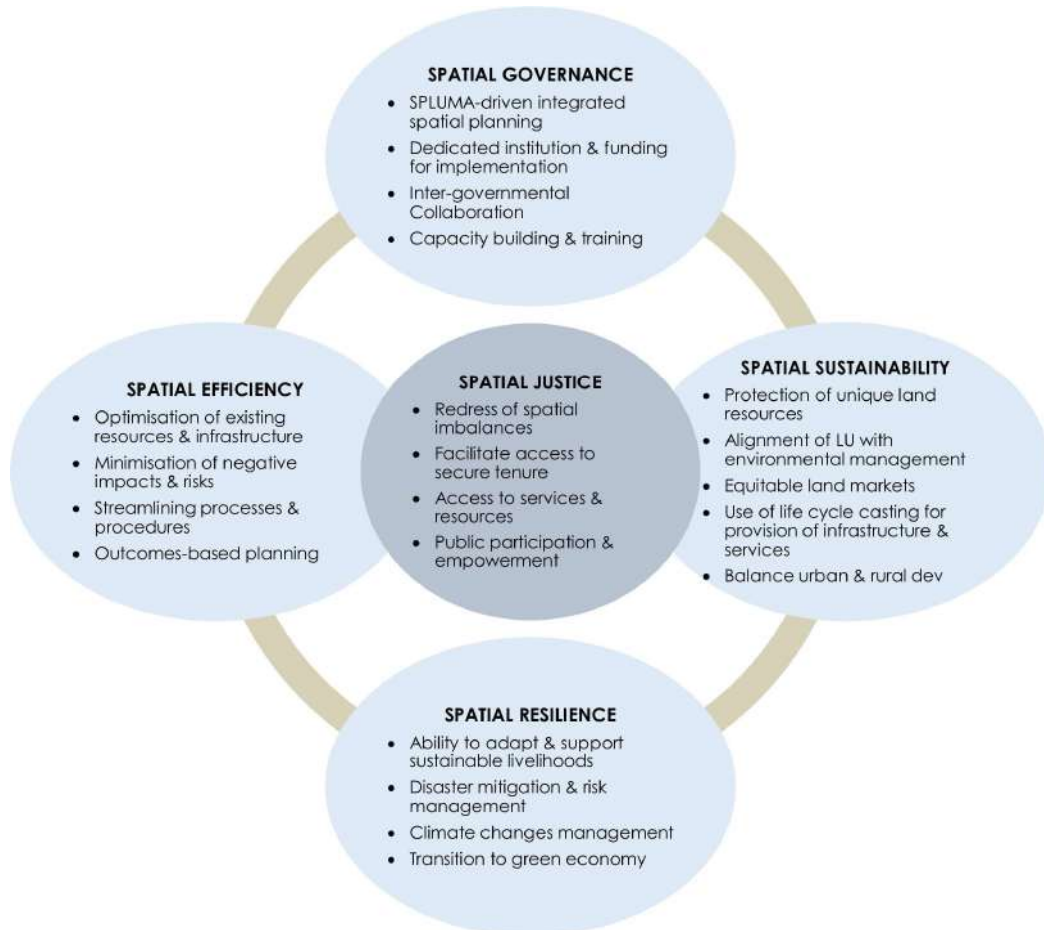 SPATIAL GOVERNANCE
• SPLUMA-driven integrated
spatial planning
• Dedicated institution & funding
for implementation
• Inter-governmental
Collaboration
• Capacity building & training
SPATIAL EFFICIENCY
• Optimisation of existing
resources & infrastructure
• Minimisation of negative
impacts & risks
• Streamlining processes &
procedures
• Outcomes-based planning
SPATIAL JUSTICE
• Redress of spatial
imbalances
• Facilitate access to
secure tenure
• Access to services &
resources
• Public participation &
empowerment
SPATIAL SUSTAINABILITY
• Protection of unique land
resources
• Alignment of LU with
environmental management
• Equitable land markets
• Use of life cycle casting for
provision of infrastructure &
services
• Balance urban & rural dev
SPATIAL RESILIENCE
• Ability to adapt & support
sustainable livelihoods
• Disaster mitigation & risk
management
• Climate changes management
• Transition to green economy